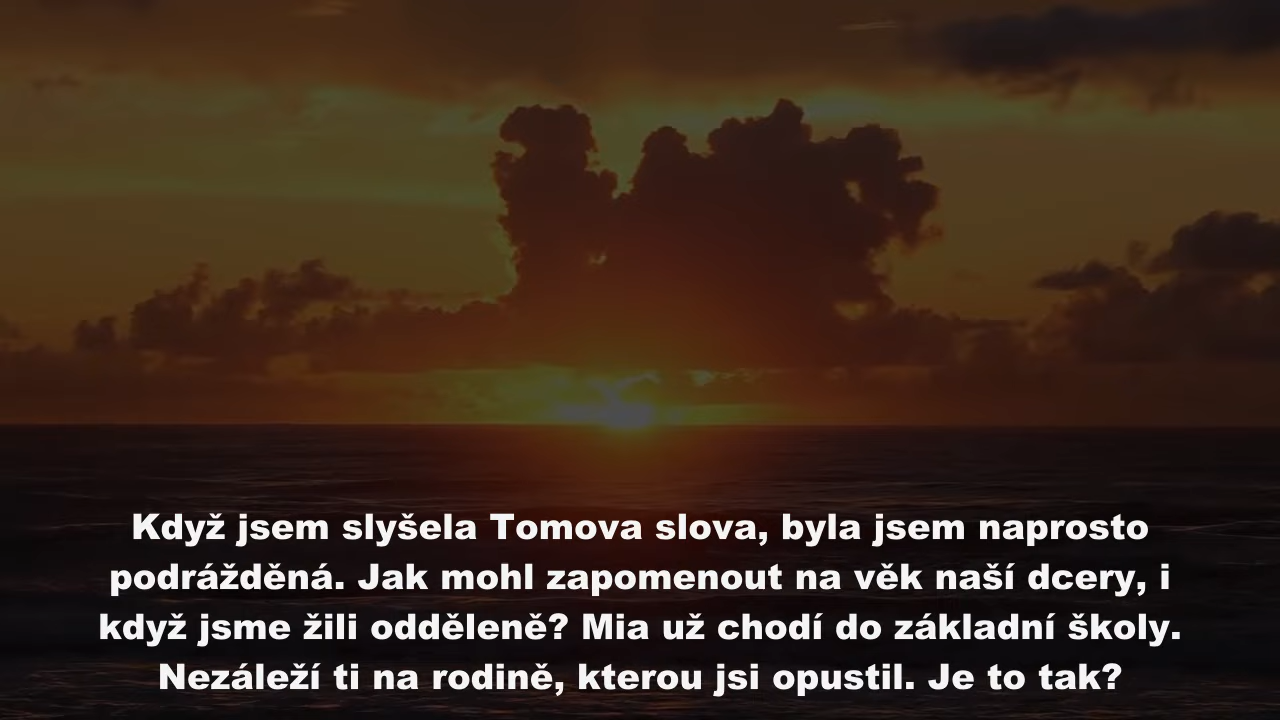 Když jsem slyšela Tomova slova, byla jsem naprosto
podrážděná. Jak mohl zapomenout na věk naší dcery, i
když jsme žili odděleně? Mia už chodí do základní školy.
Nezáleží ti na rodině, kterou jsi opustil. Je to tak?